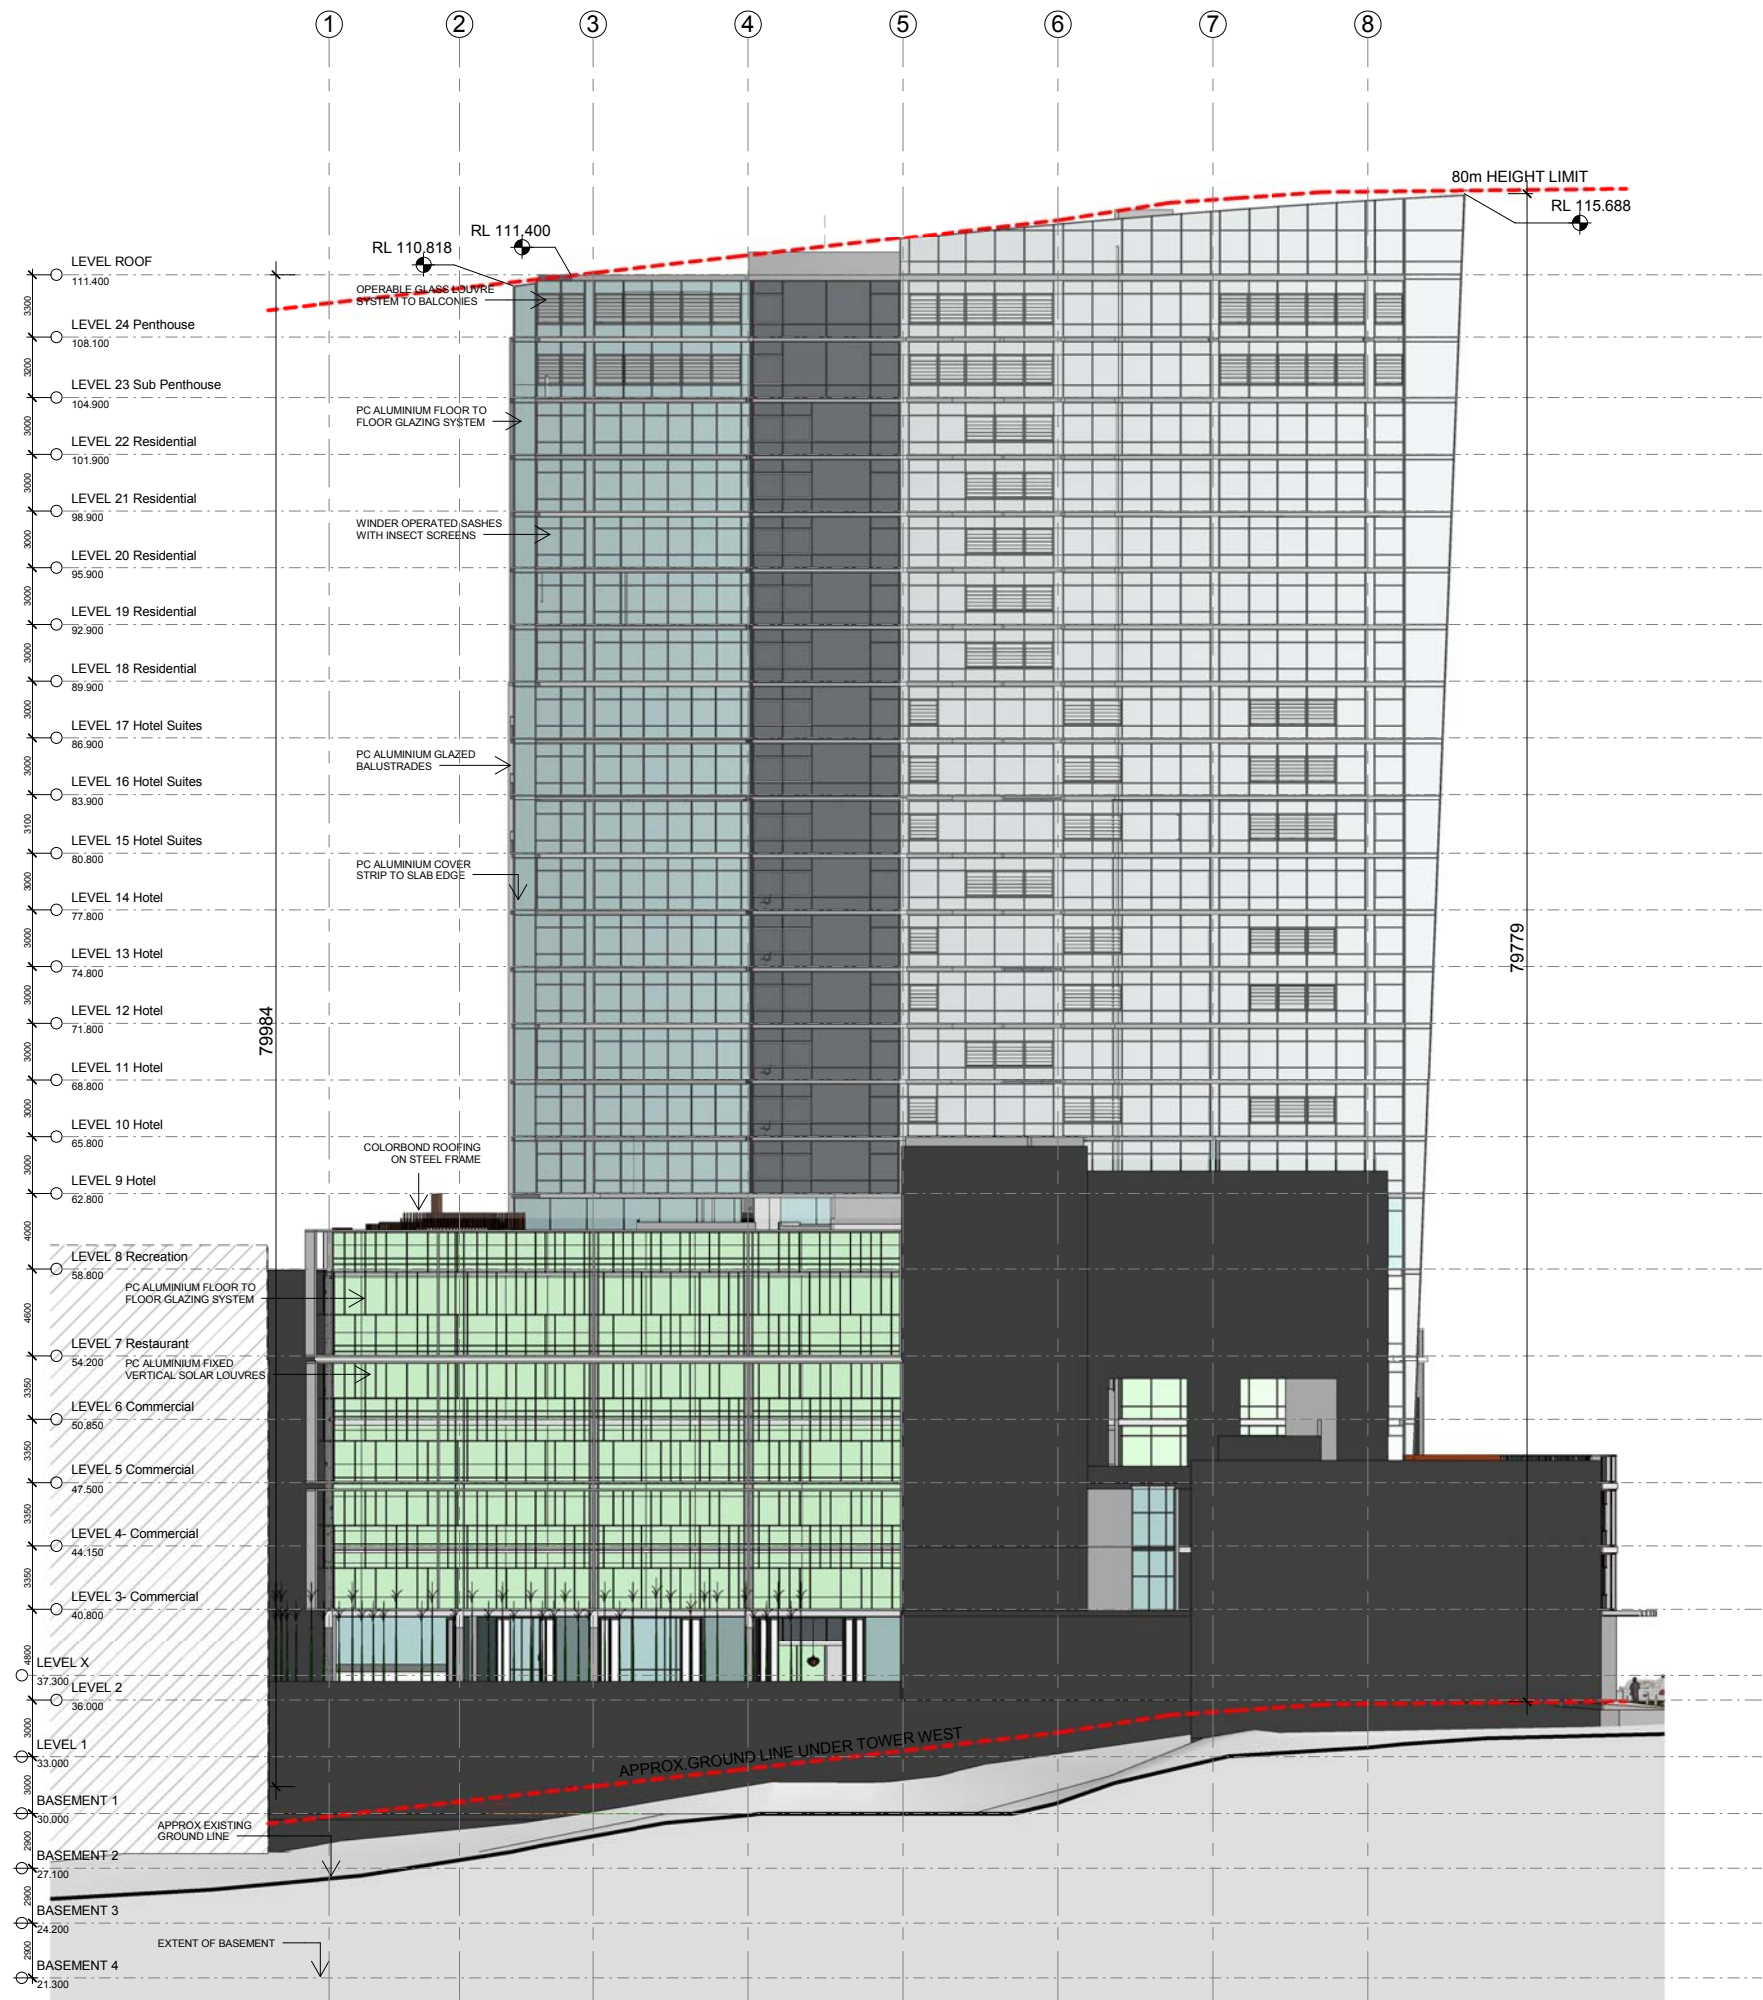 1 2 3 4 5 6 7 8
80m HEIGHT LIMIT
RL 115.688
RL 111.400
RL 110.818
LEVEL ROOF
111.400
3300
OPERABLE GLASS LOUVRE
SYSTEM TO BALCONIES
LEVEL 24 Penthouse
108.100
3200
LEVEL 23 Sub Penthouse
104.900
3000
PC ALUMINIUM FLOOR TO
FLOOR GLAZING SYSTEM
LEVEL 22 Residential
101.900
3000
LEVEL 21 Residential
98.900
3000
WINDER OPERATED SASHES
WITH INSECT SCREENS
LEVEL 20 Residential
95.900
3000
LEVEL 19 Residential
92.900
3000
LEVEL 18 Residential
89.900
3000
LEVEL 17 Hotel Suites
86.900
3000
PC ALUMINIUM GLAZED
BALUSTRADES
LEVEL 16 Hotel Suites
83.900
3100
LEVEL 15 Hotel Suites
80.800
3000
PC ALUMINIUM COVER
STRIP TO SLAB EDGE
LEVEL 14 Hotel
77.800
3000
79779
LEVEL 13 Hotel
74.800
3000
LEVEL 12 Hotel
71.800
3000
79984
LEVEL 11 Hotel
68.800
3000
LEVEL 10 Hotel
65.800
3000
COLORBOND ROOFING
ON STEEL FRAME
LEVEL 9 Hotel
62.800
4000
LEVEL 8 Recreation
58.800
4600
PC ALUMINIUM FLOOR TO
FLOOR GLAZING SYSTEM
LEVEL 7 Restaurant
54.200
3350
PC ALUMINIUM FIXED
VERTICAL SOLAR LOUVRES
LEVEL 6 Commercial
50.850
3350
LEVEL 5 Commercial
47.500
3350
LEVEL 4- Commercial
44.150
3350
LEVEL 3- Commercial
40.800
4800
LEVEL X
37.300
LEVEL 2
36.000
3000
LEVEL 1
33.000
3000
APPROX.GROUND LINE UNDER TOWER WEST
BASEMENT 1
30.000
2900
APPROX EXISTING
GROUND LINE
BASEMENT 2
27.100
2900
BASEMENT 3
24.200
2900
EXTENT OF BASEMENT
BASEMENT 4
21.300